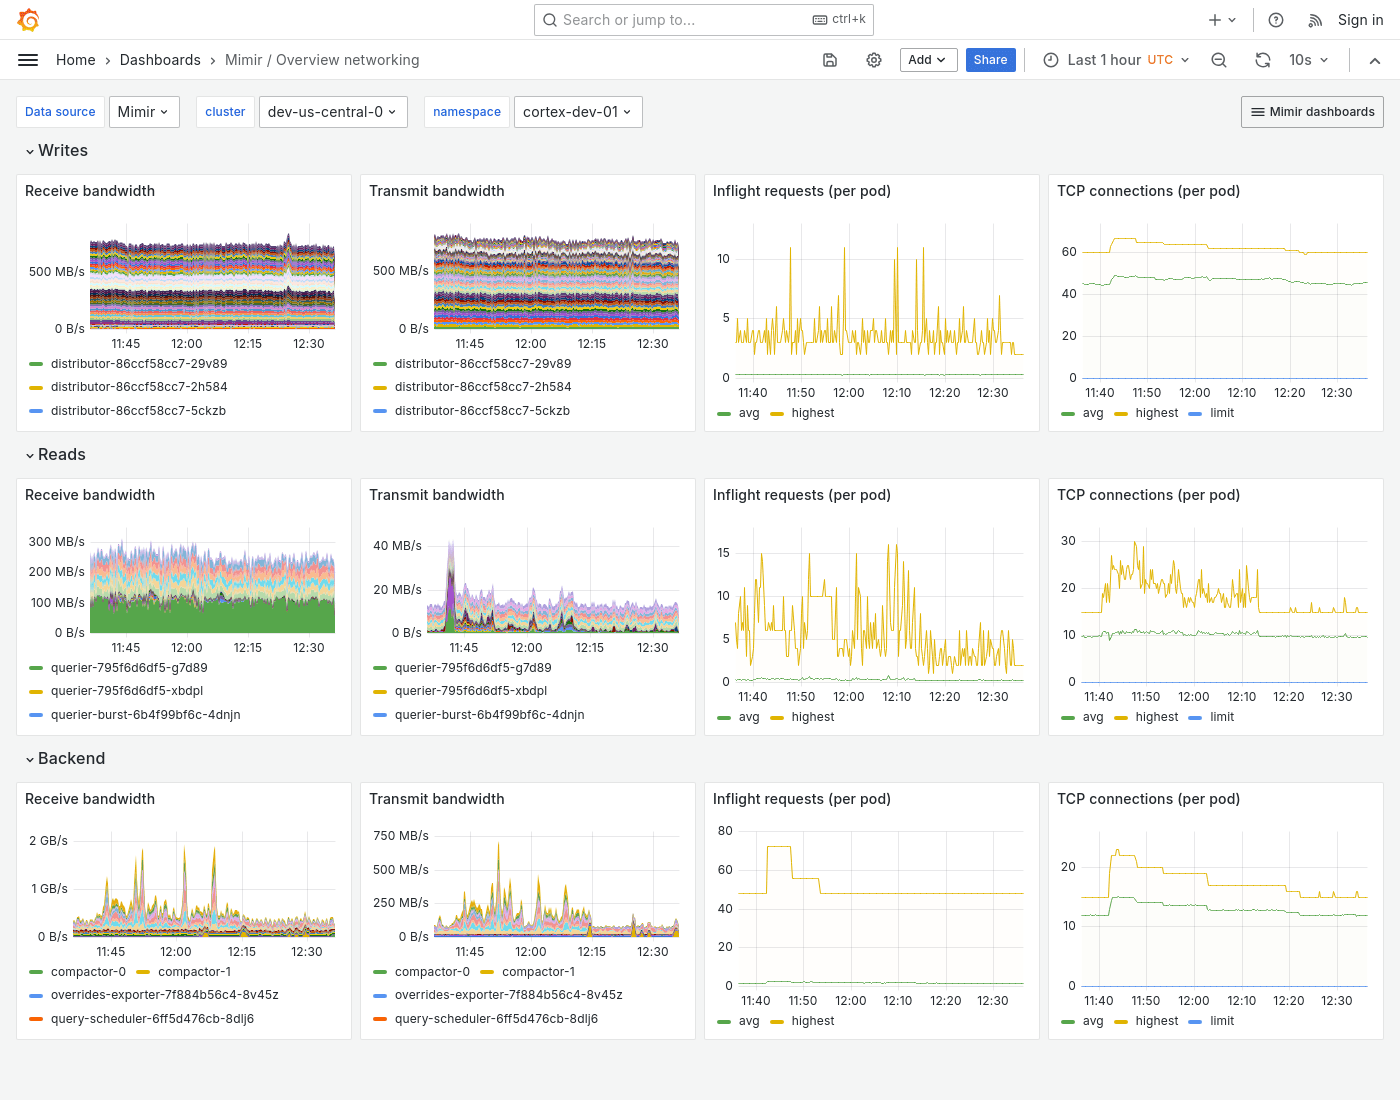 Search or jump to... ctrl+k Sign in
Home Dashboards Mimir / Overview networking Add Share Last 1 hour UTC 10s
Data source Mimir cluster dev-us-central-0 namespace cortex-dev-01 Mimir dashboards
Writes
Receive bandwidth
500 MB/s
0 B/s
11:45 12:00 12:15 12:30
distributor-86ccf58cc7-29v89
distributor-86ccf58cc7-2h584
distributor-86ccf58cc7-5ckzb
Transmit bandwidth
500 MB/s
0 B/s
11:45 12:00 12:15 12:30
distributor-86ccf58cc7-29v89
distributor-86ccf58cc7-2h584
distributor-86ccf58cc7-5ckzb
Inflight requests (per pod)
10
5
0
11:40 11:50 12:00 12:10 12:20 12:30
avg highest
TCP connections (per pod)
60
40
20
0
11:40 11:50 12:00 12:10 12:20 12:30
avg highest limit
Reads
Receive bandwidth
300 MB/s
200 MB/s
100 MB/s
0 B/s
11:45 12:00 12:15 12:30
querier-795f6d6df5-g7d89
querier-795f6d6df5-xbdpl
querier-burst-6b4f99bf6c-4dnjn
Transmit bandwidth
40 MB/s
20 MB/s
0 B/s
11:45 12:00 12:15 12:30
querier-795f6d6df5-g7d89
querier-795f6d6df5-xbdpl
querier-burst-6b4f99bf6c-4dnjn
Inflight requests (per pod)
15
10
5
0
11:40 11:50 12:00 12:10 12:20 12:30
avg highest
TCP connections (per pod)
30
20
10
0
11:40 11:50 12:00 12:10 12:20 12:30
avg highest limit
Backend
Receive bandwidth
2 GB/s
1 GB/s
0 B/s
11:45 12:00 12:15 12:30
compactor-0 compactor-1
overrides-exporter-7f884b56c4-8v45z
query-scheduler-6ff5d476cb-8dlj6
Transmit bandwidth
750 MB/s
500 MB/s
250 MB/s
0 B/s
11:45 12:00 12:15 12:30
compactor-0 compactor-1
overrides-exporter-7f884b56c4-8v45z
query-scheduler-6ff5d476cb-8dlj6
Inflight requests (per pod)
80
60
40
20
0
11:40 11:50 12:00 12:10 12:20 12:30
avg highest
TCP connections (per pod)
20
10
0
11:40 11:50 12:00 12:10 12:20 12:30
avg highest limit